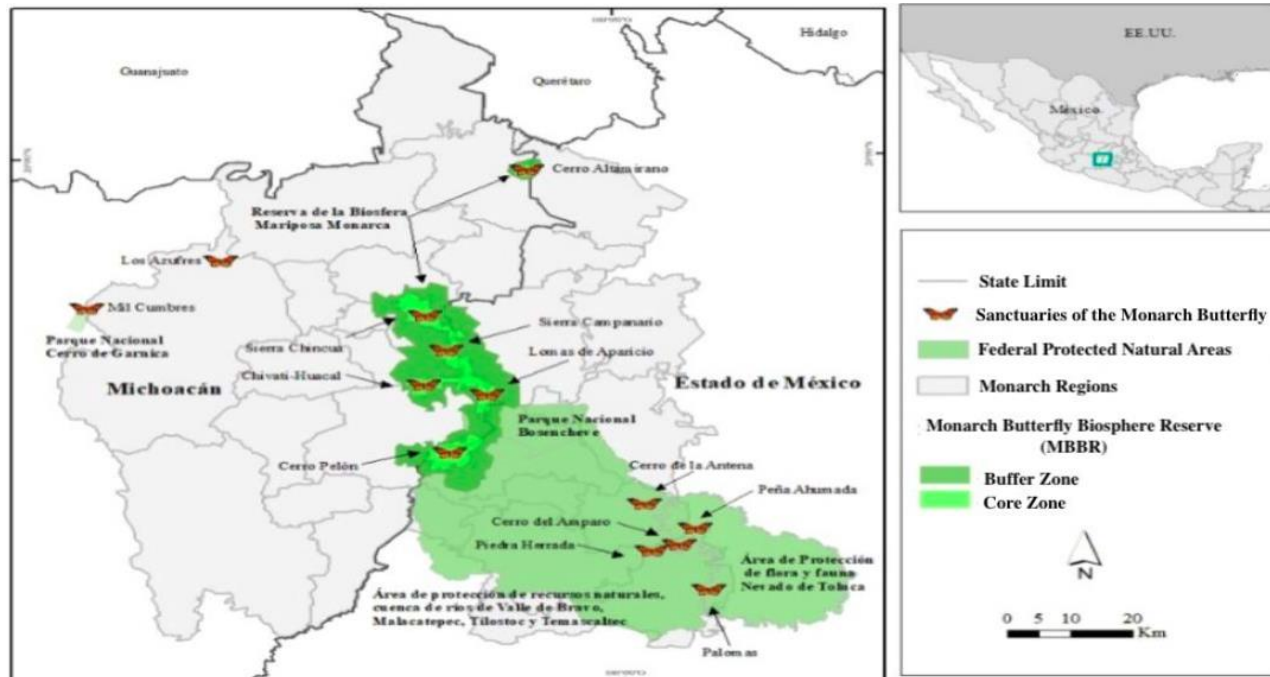 Hidalgo
Guanajuato
Querétaro
Cerro Altamirano
Reserva de la Biosfera
Mariposa Monarca
Los Azufres
Mil Cumbres
Parque Nacional
Cerro de Garnica
Sierra Campanario
Sierra Chincua
Lomas de Aparicio
Chivati-Huacal
Michoacán
Estado de México
Parque Nacional
Bosencheve
Cerro Pelón
Cerro de la Antena
Peña Ahumada
Cerro del Amparo
Piedra Herrada
Área de Protección
de flora y fauna
Nevado de Toluca
Área de protección de recursos naturales,
cuenca de ríos de Valle de Bravo,
Malacatepec, Tilostoc y Temascaltec
Palomas
EE.UU.
México
State Limit
Sanctuaries of the Monarch Butterfly
Federal Protected Natural Areas
Monarch Regions
Monarch Butterfly Biosphere Reserve
(MBBR)
Buffer Zone
Core Zone
N
0 5 10 20
Km